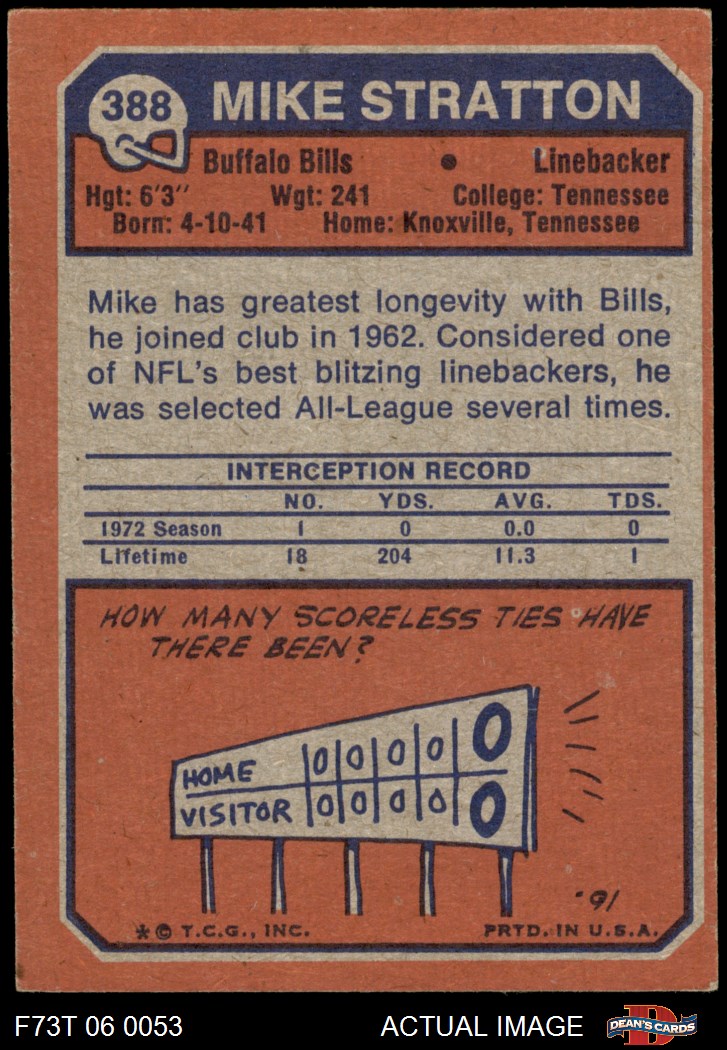 388
MIKE STRATTON
Buffalo Bills • Linebacker
Hgt: 6'3" Wgt: 241 College: Tennessee
Born: 4-10-41 Home: Knoxville, Tennessee
Mike has greatest longevity with Bills,
he joined club in 1962. Considered one
of NFL's best blitzing linebackers, he
was selected All-League several times.
INTERCEPTION RECORD
NO. YDS. AVG. TDS.
1972 Season 1 0 0.0 0
Lifetime 18 204 11.3 1
HOW MANY SCORELESS TIES HAVE
THERE BEEN?
HOME 0 0 0 0 0
VISITOR 0 0 0 0 0
91.
* © T.C.G., INC. PRTD. IN U.S.A.
F73T 06 0053 ACTUAL IMAGE D DEAN'S CARDS